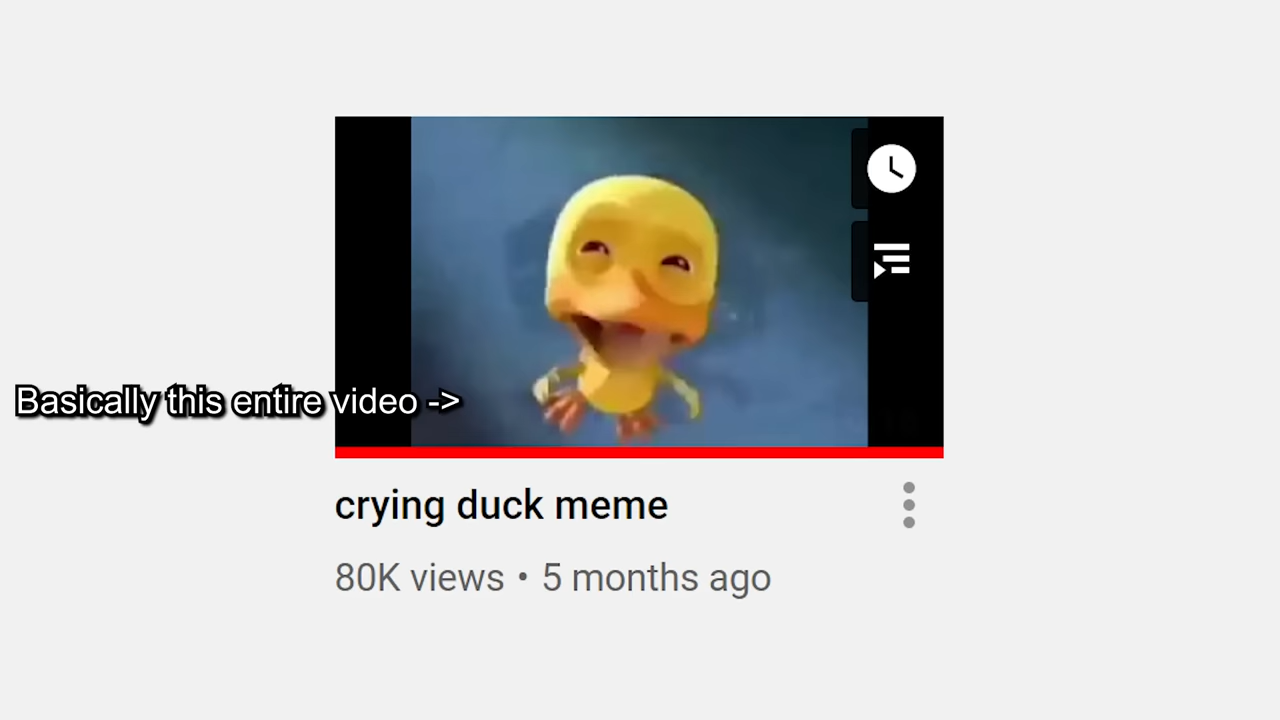 Basically this entire video ->
crying duck meme
80K views • 5 months ago